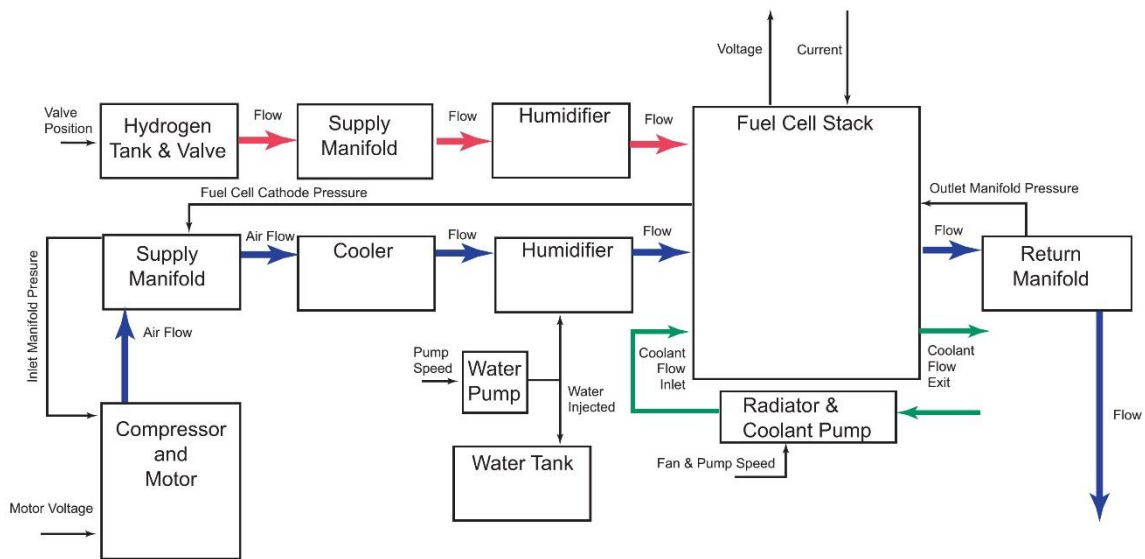 Voltage
Current
Valve
Position
Hydrogen
Tank & Valve
Flow
Supply
Manifold
Flow
Humidifier
Flow
Fuel Cell Stack
Fuel Cell Cathode Pressure
Outlet Manifold Pressure
Inlet Manifold Pressure
Supply
Manifold
Air Flow
Cooler
Flow
Humidifier
Flow
Flow
Return
Manifold
Air Flow
Pump
Speed
Water
Pump
Water
Injected
Coolant
Flow
Inlet
Coolant
Flow
Exit
Compressor
and
Motor
Radiator &
Coolant Pump
Flow
Water Tank
Fan & Pump Speed
Motor Voltage